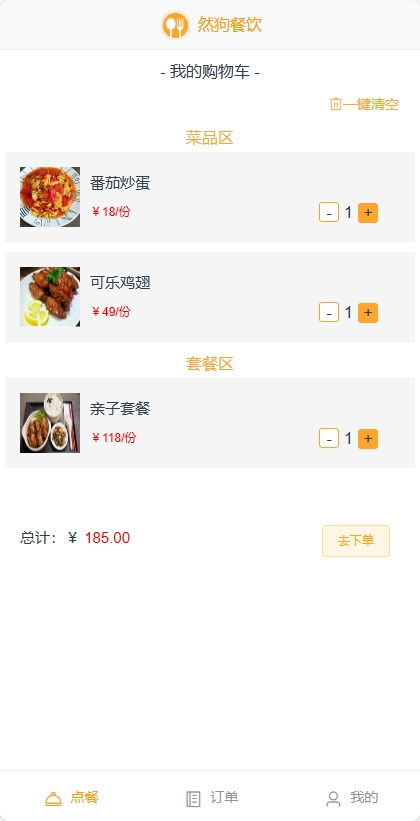 然狗餐饮
- 我的购物车 -
一键清空
菜品区
番茄炒蛋
￥18/份
- 1 +
可乐鸡翅
￥49/份
- 1 +
套餐区
亲子套餐
￥118/份
- 1 +
总计：￥ 185.00
去下单
点餐 订单 我的